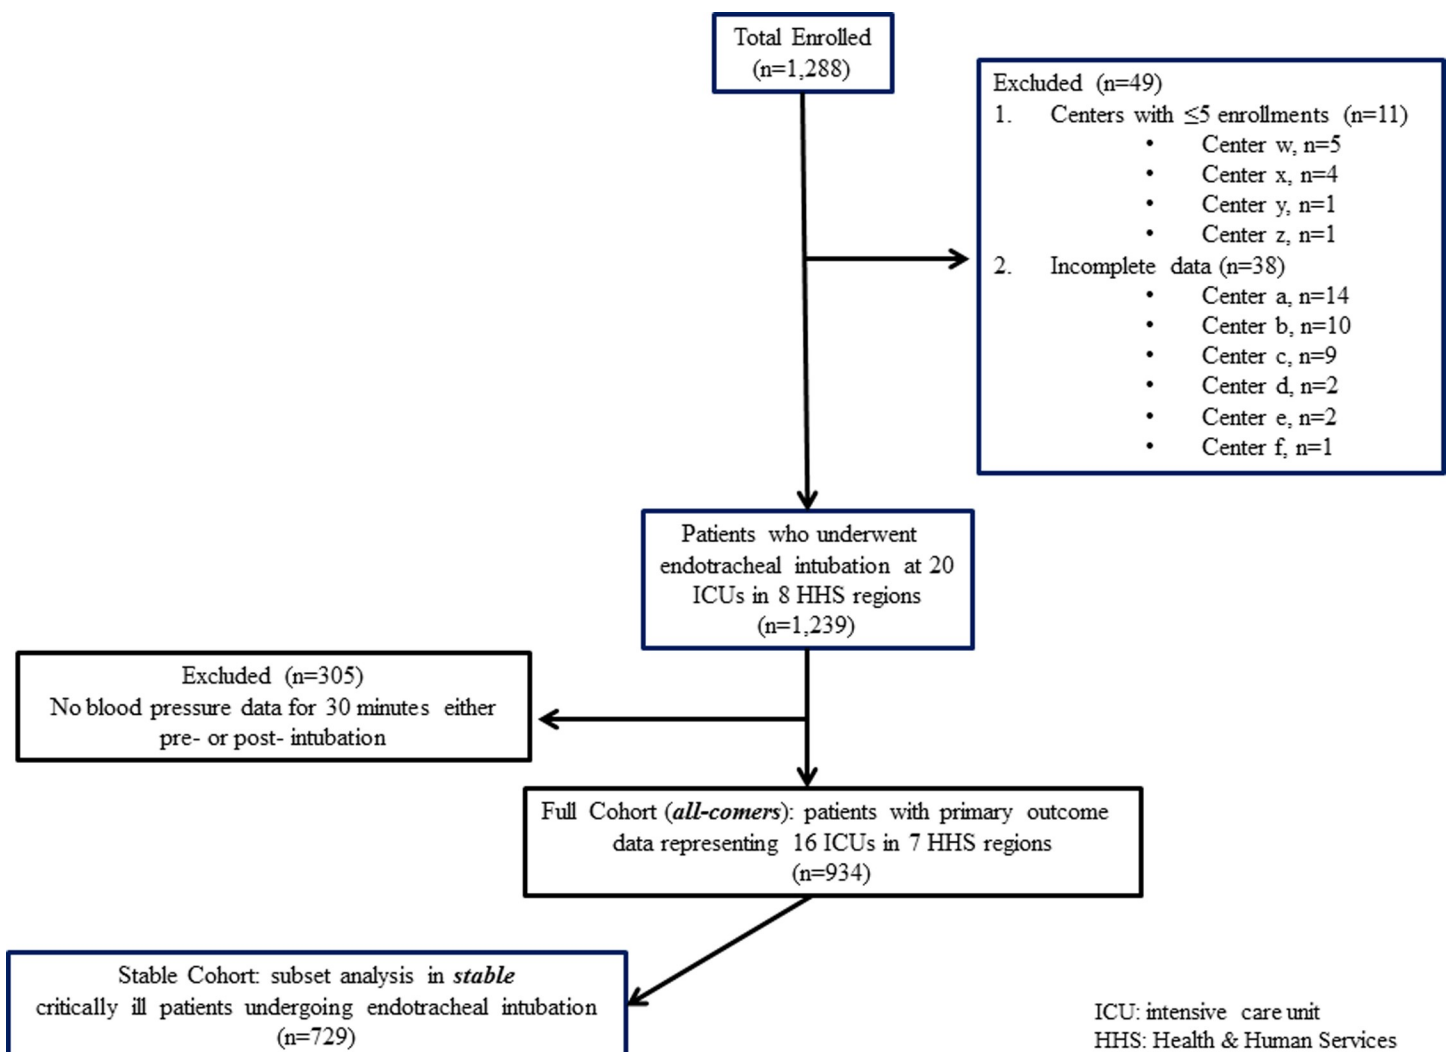 Total Enrolled
(n=1,288)
Excluded (n=49)
1. Centers with ≤5 enrollments (n=11)
• Center w, n=5
• Center x, n=4
• Center y, n=1
• Center z, n=1
2. Incomplete data (n=38)
• Center a, n=14
• Center b, n=10
• Center c, n=9
• Center d, n=2
• Center e, n=2
• Center f, n=1
Patients who underwent
endotracheal intubation at 20
ICUs in 8 HHS regions
(n=1,239)
Excluded (n=305)
No blood pressure data for 30 minutes either
pre- or post- intubation
Full Cohort (all-comers): patients with primary outcome
data representing 16 ICUs in 7 HHS regions
(n=934)
Stable Cohort: subset analysis in stable
critically ill patients undergoing endotracheal intubation
(n=729)
ICU: intensive care unit
HHS: Health & Human Services